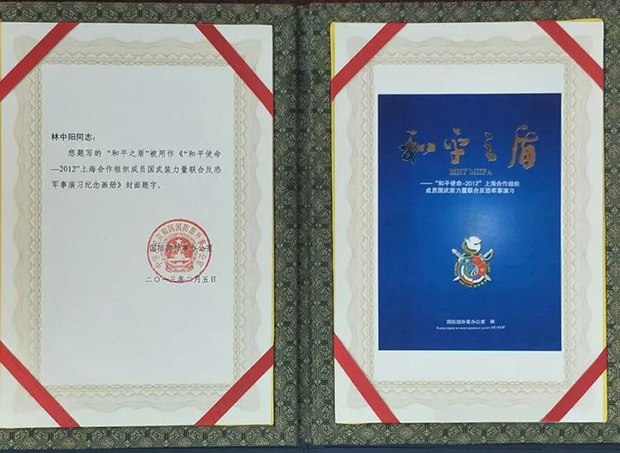 林中阳同志：
您题写的“和平之盾”被用作《“和平使命
—2012”上海合作组织成员国武装力量联合反恐
军事演习纪念画册》封面题字。
国防部外事办公室
二〇一三年二月五日
和平之盾
ЩИТ МИРА
——“和平使命–2012”上海合作组织
成员国武装力量联合反恐军事演习
国防部外事办公室 编